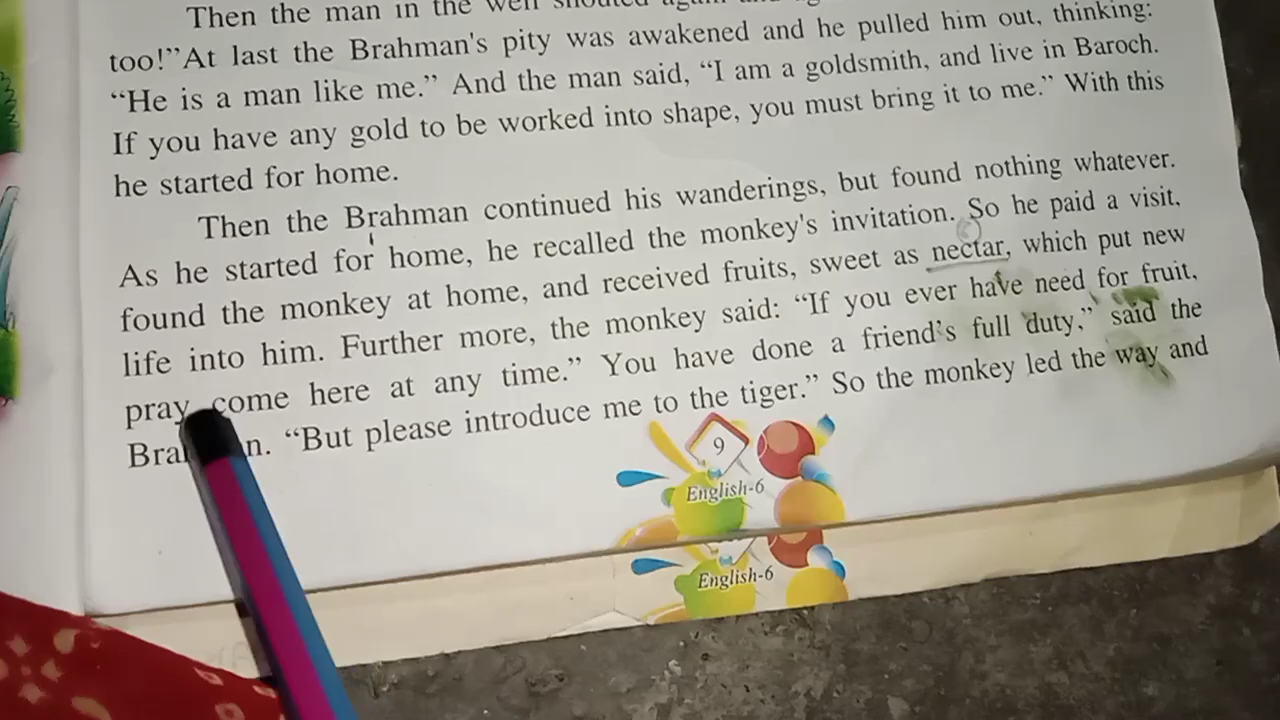 Then the man in the well shouted again
too!”At last the Brahman's pity was awakened and he pulled him out, thinking:
“He is a man like me.” And the man said, “I am a goldsmith, and live in Baroch.
If you have any gold to be worked into shape, you must bring it to me.” With this
he started for home.
Then the Brahman continued his wanderings, but found nothing whatever.
As he started for home, he recalled the monkey's invitation. So he paid a visit,
found the monkey at home, and received fruits, sweet as nectar, which put new
life into him. Further more, the monkey said: “If you ever have need for fruit,
pray come here at any time.” You have done a friend’s full duty,” said the
Bra n. “But please introduce me to the tiger.” So the monkey led the way and
9
English-6
English-6